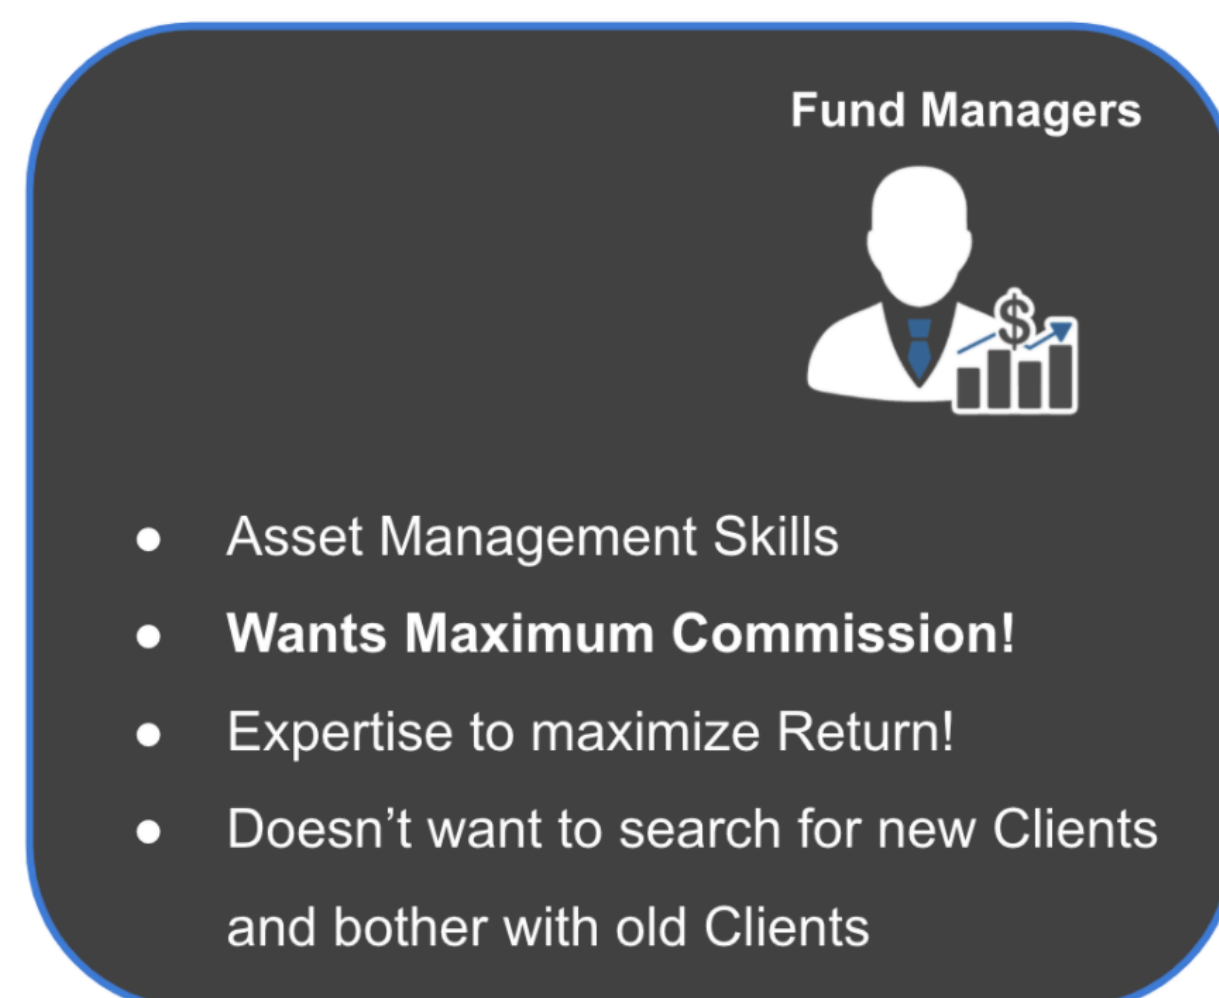 Fund Managers
$
● Asset Management Skills
● Wants Maximum Commission!
● Expertise to maximize Return!
● Doesn’t want to search for new Clients
and bother with old Clients